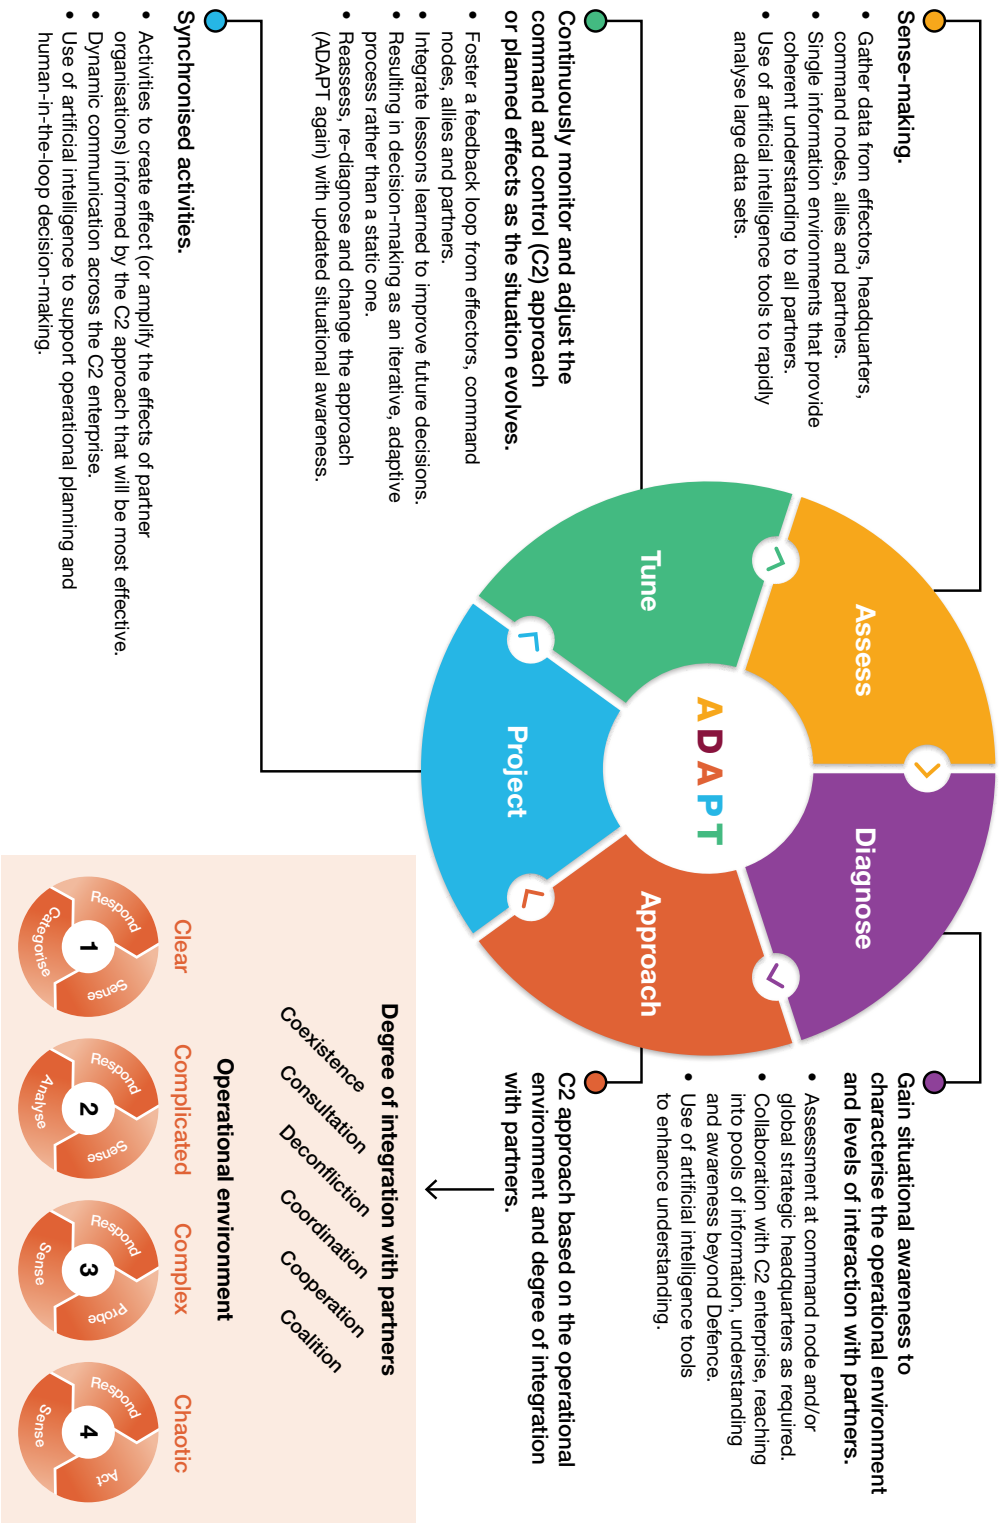 Sense-making.
• Gather data from effectors, headquarters,
command nodes, allies and partners.
• Single information environments that provide
coherent understanding to all partners.
• Use of artificial intelligence tools to rapidly
analyse large data sets.
Continuously monitor and adjust the
command and control (C2) approach
or planned effects as the situation evolves.
• Foster a feedback loop from effectors, command
nodes, allies and partners.
• Integrate lessons learned to improve future decisions.
• Resulting in decision-making as an iterative, adaptive
process rather than a static one.
• Reassess, re-diagnose and change the approach
(ADAPT again) with updated situational awareness.
Synchronised activities.
• Activities to create effect (or amplify the effects of partner
organisations) informed by the C2 approach that will be most effective.
• Dynamic communication across the C2 enterprise.
• Use of artificial intelligence to support operational planning and
human-in-the-loop decision-making.
Assess
Diagnose
Tune
ADAPT
Approach
Project
Gain situational awareness to
characterise the operational environment
and levels of interaction with partners.
• Assessment at command node and/or
global strategic headquarters as required.
• Collaboration with C2 enterprise, reaching
into pools of information, understanding
and awareness beyond Defence.
• Use of artificial intelligence tools
to enhance understanding.
C2 approach based on the operational
environment and degree of integration
with partners.
Degree of integration with partners
Coexistence
Consultation
Deconfliction
Coordination
Cooperation
Coalition
Operational environment
Clear
Complicated
Complex
Chaotic
Respond
Sense
Categorise
1
Respond
Sense
Analyse
2
Respond
Probe
Sense
3
Respond
Act
Sense
4